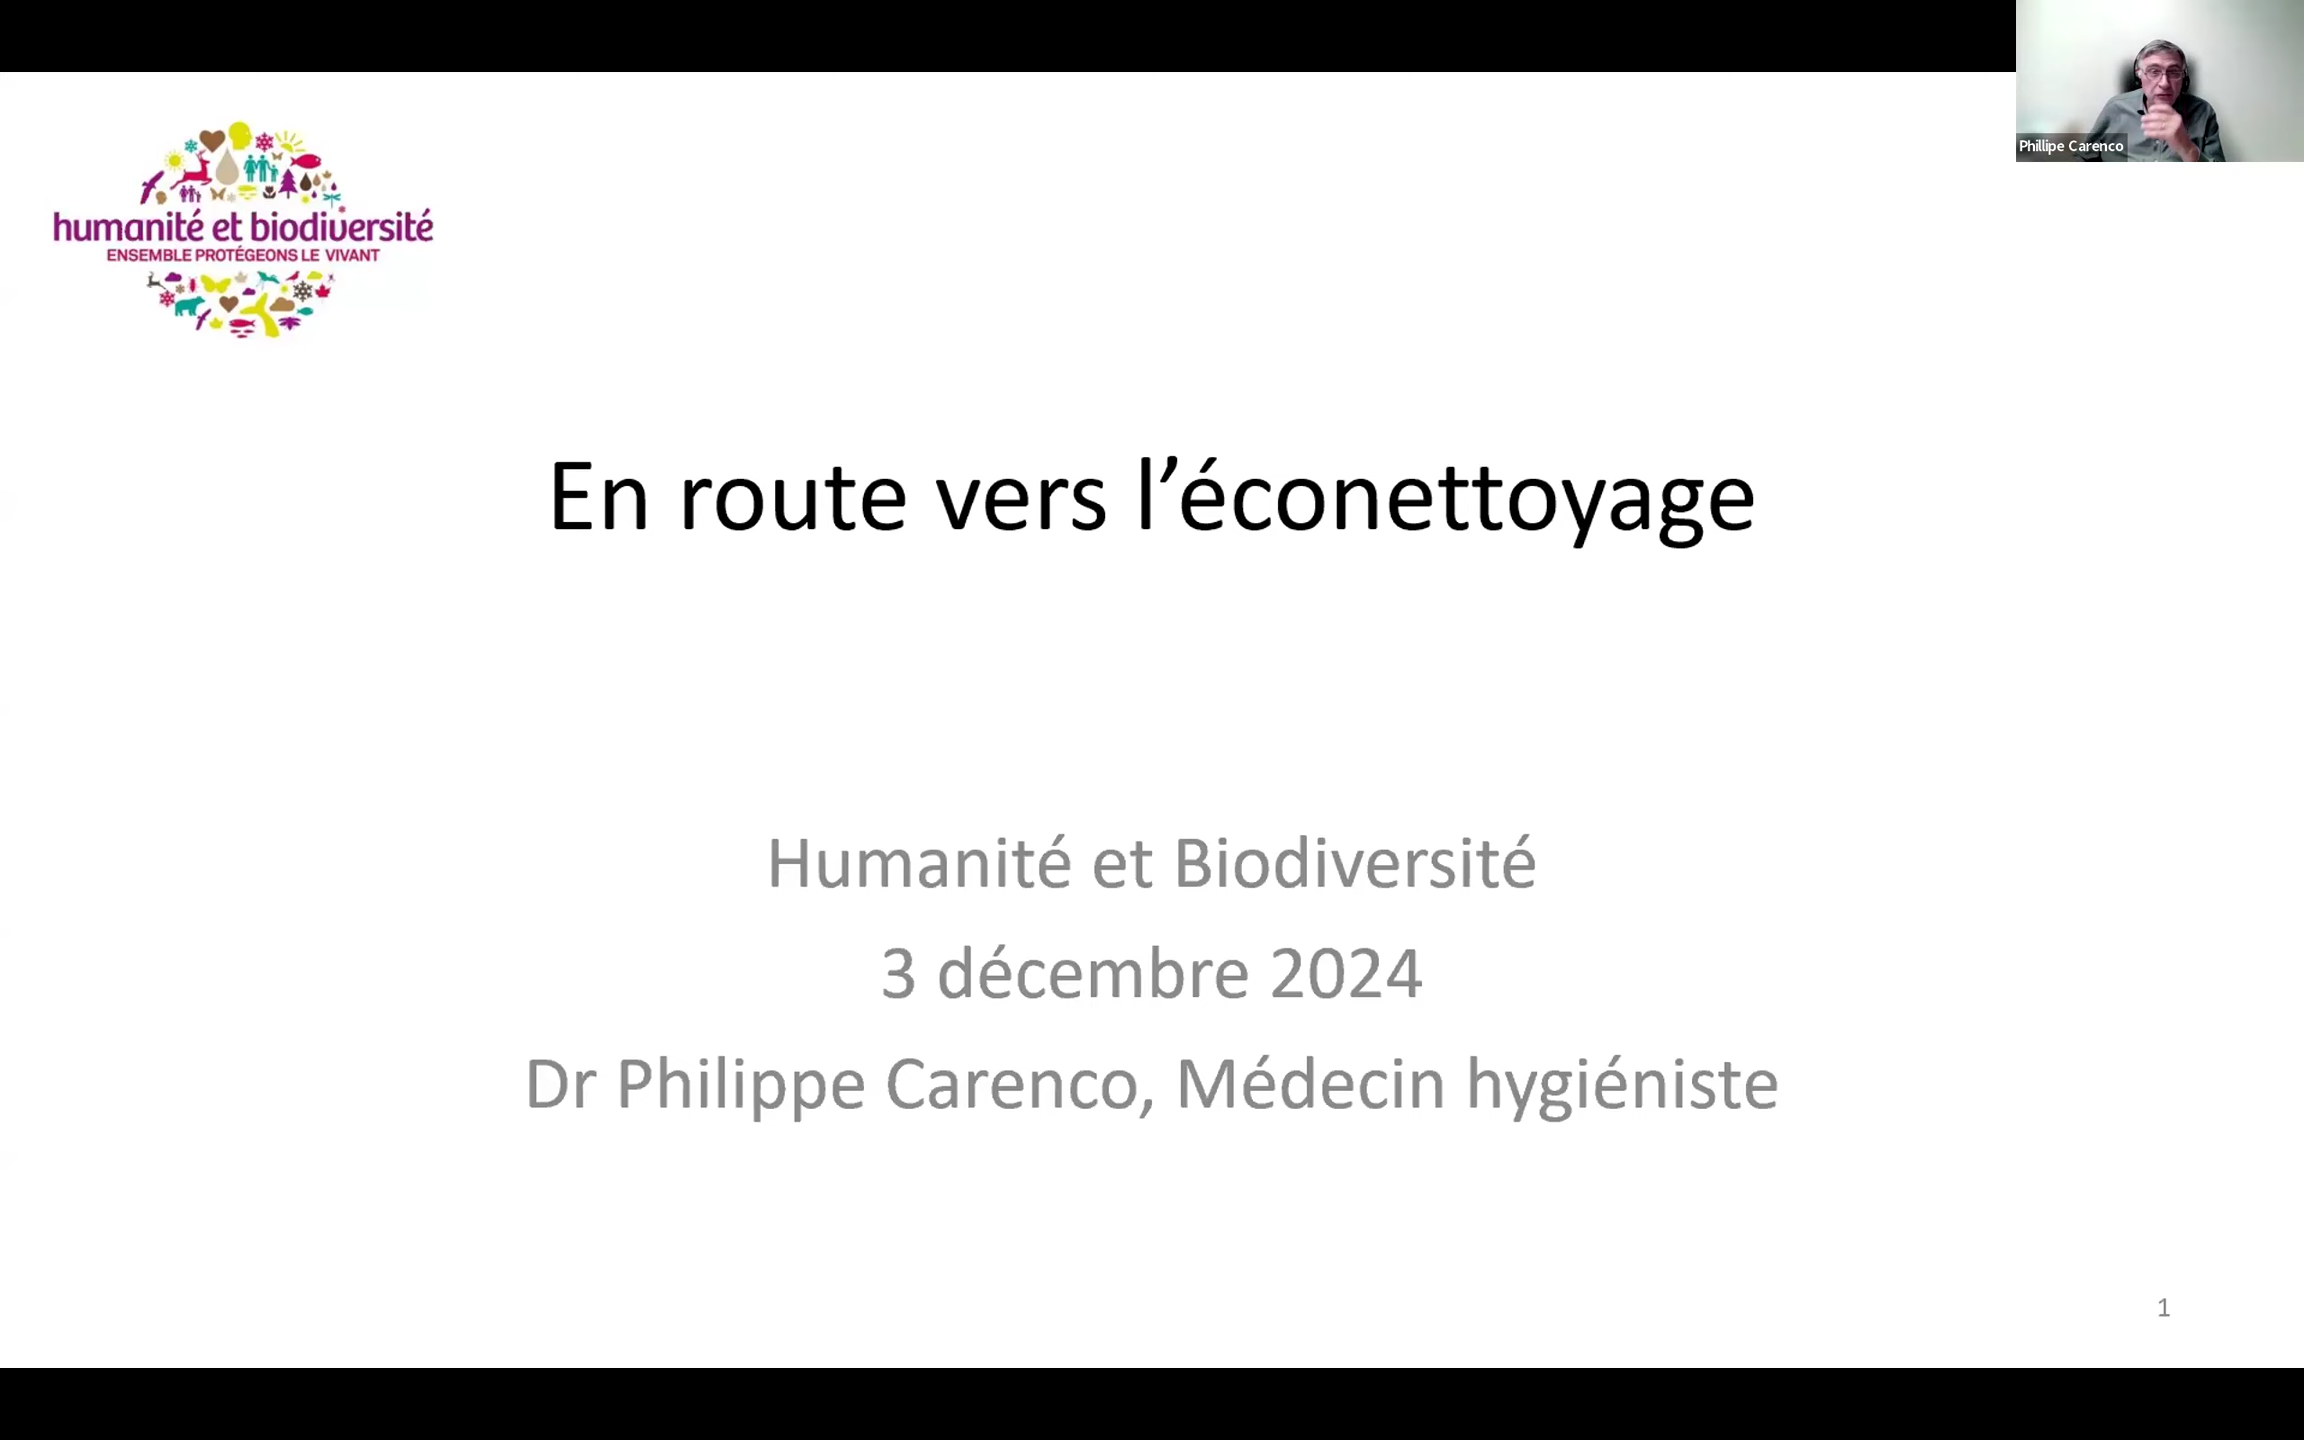 Phillipe Carenco
humanité et biodiversité
ENSEMBLE PROTÉGEONS LE VIVANT
En route vers l’éconettoyage
Humanité et Biodiversité
3 décembre 2024
Dr Philippe Carenco, Médecin hygiéniste
1